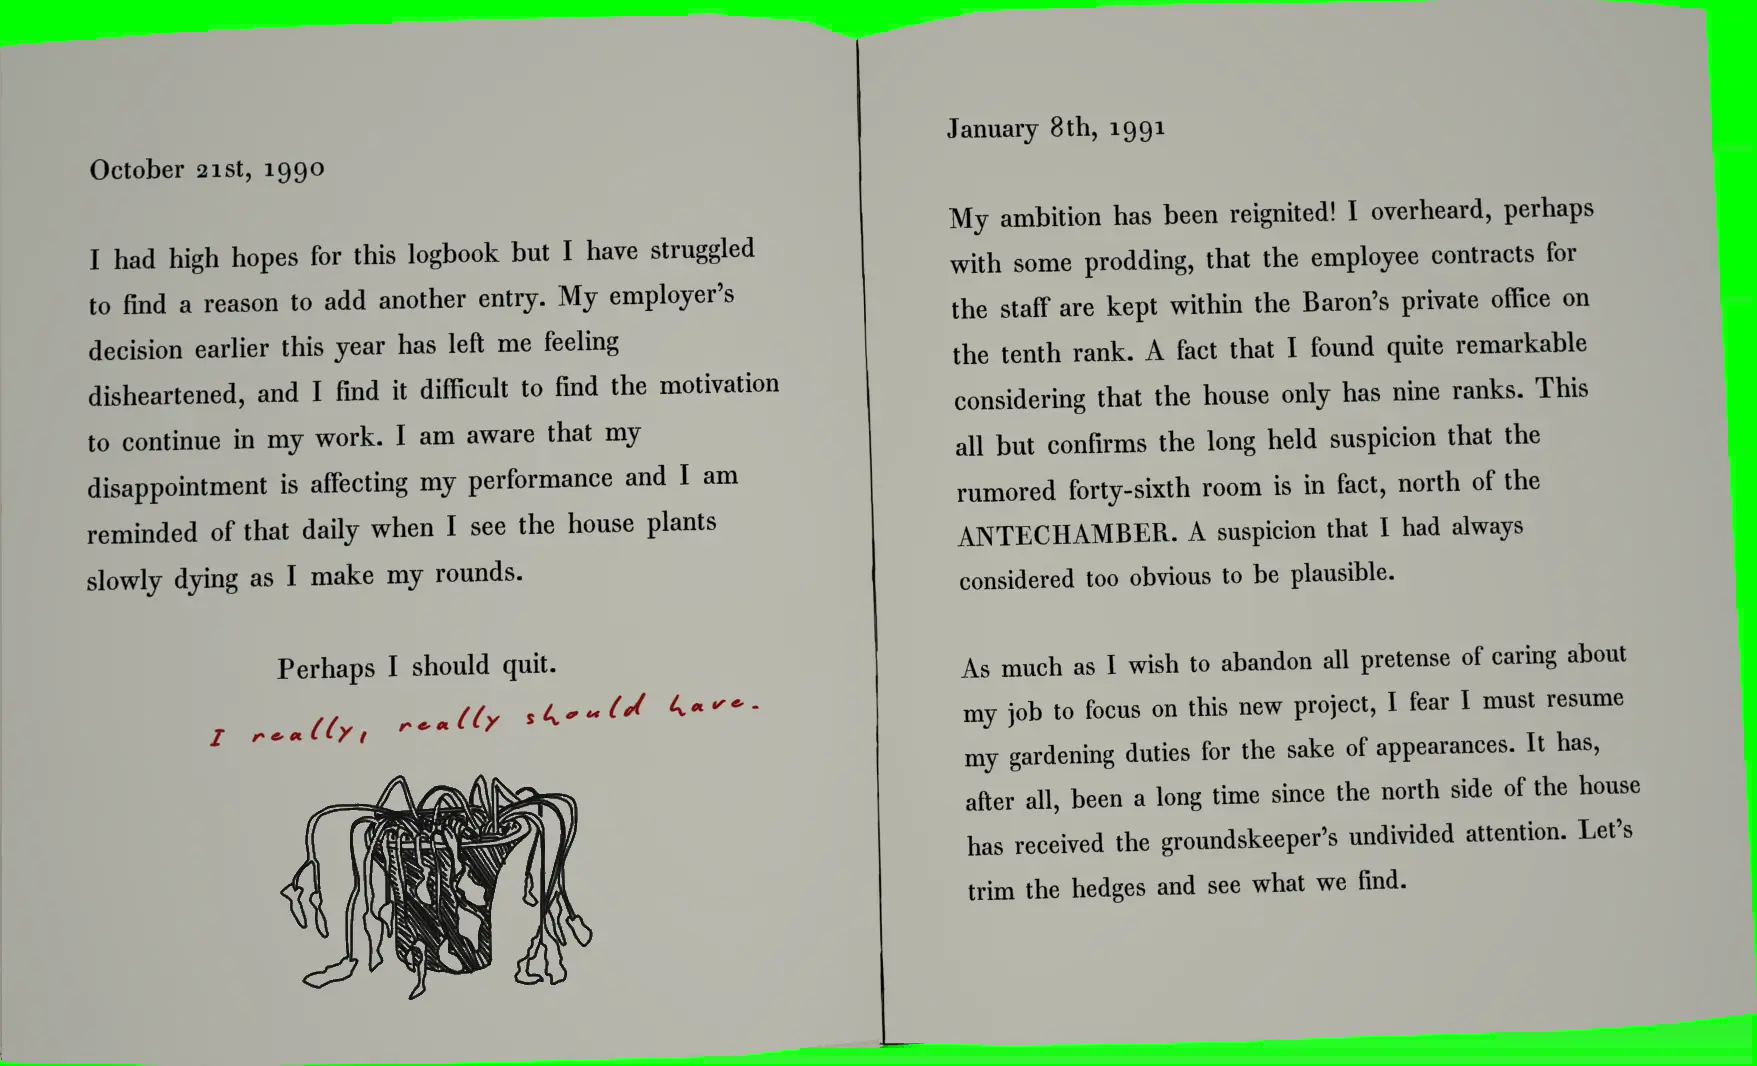 October 21st, 1990
I had high hopes for this logbook but I have struggled
to find a reason to add another entry. My employer's
decision earlier this year has left me feeling
disheartened, and I find it difficult to find the motivation
to continue in my work. I am aware that my
disappointment is affecting my performance and I am
reminded of that daily when I see the house plants
slowly dying as I make my rounds.
Perhaps I should quit.
I really, really should have.
January 8th, 1991
My ambition has been reignited! I overheard, perhaps
with some prodding, that the employee contracts for
the staff are kept within the Baron's private office on
the tenth rank. A fact that I found quite remarkable
considering that the house only has nine ranks. This
all but confirms the long held suspicion that the
rumored forty-sixth room is in fact, north of the
ANTECHAMBER. A suspicion that I had always
considered too obvious to be plausible.
As much as I wish to abandon all pretense of caring about
my job to focus on this new project, I fear I must resume
my gardening duties for the sake of appearances. It has,
after all, been a long time since the north side of the house
has received the groundskeeper's undivided attention. Let's
trim the hedges and see what we find.